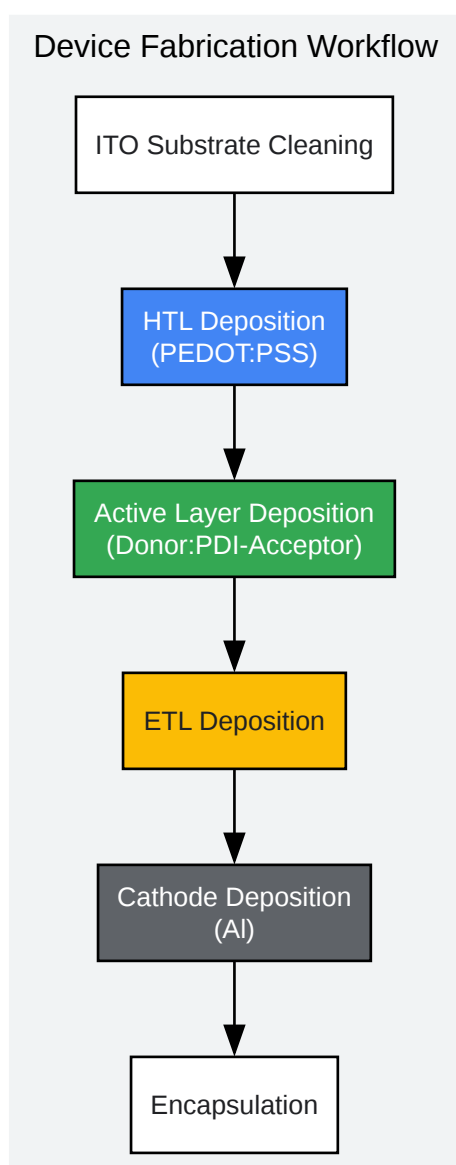 Device Fabrication Workflow
ITO Substrate Cleaning
HTL Deposition
(PEDOT:PSS)
Active Layer Deposition
(Donor:PDI-Acceptor)
ETL Deposition
Cathode Deposition
(Al)
Encapsulation